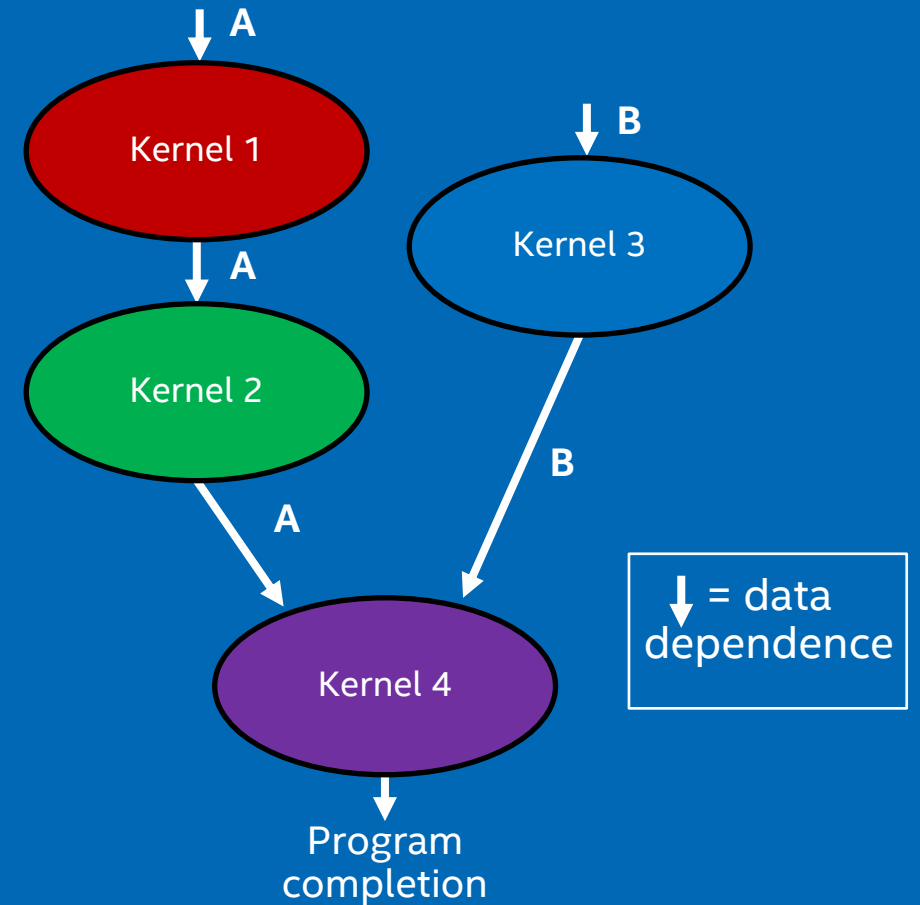 A
Kernel 1
B
Kernel 3
A
Kernel 2
B
A
= data
dependence
Kernel 4
Program
completion